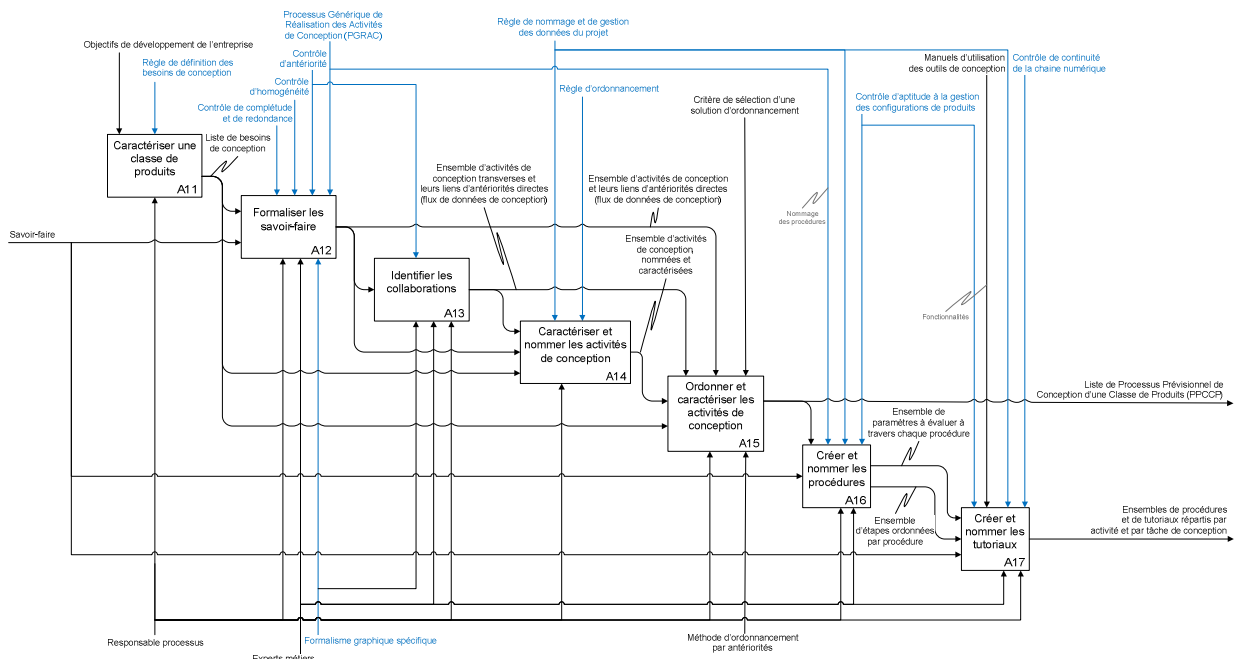 Processus Générique de
Réalisation des Activités
de Conception (PGRAC)
Règle de nommage et de gestion
des données du projet
Objectifs de développement de l'entreprise
Règle de définition des
besoins de conception
Contrôle
d'antériorité
Contrôle
d'homogénéité
Contrôle de complétude
et de redondance
Règle d'ordonnancement
Critère de sélection d'une
solution d'ordonnancement
Manuels d'utilisation
des outils de conception
Contrôle de continuité
de la chaine numérique
Contrôle d'aptitude à la gestion
des configurations de produits
Caractériser une
classe de
produits
A11
Liste de besoins
de conception
Ensemble d'activités de
conception transverses et
leurs liens d'antériorités directes
(flux de données de conception)
Ensemble d'activités de conception
et leurs liens d'antériorités directes
(flux de données de conception)
Formaliser les
savoir-faire
A12
Savoir-faire
Nommage
des procédures
Ensemble d'activités
de conception,
nommées et
caractérisées
Identifier les
collaborations
A13
Fonctionnalités
Caractériser et
nommer les activités
de conception
A14
Ordonner et
caractériser les
activités de
conception
A15
Liste de Processus Prévisionnel de
Conception d'une Classe de Produits (PPCCP)
Ensemble de
paramètres à évaluer à
travers chaque procédure
Créer et
nommer les
procédures
A16
Ensemble
d'étapes ordonnées
par procédure
Créer et
nommer les
tutoriaux
A17
Ensembles de procédures
et de tutoriaux répartis par
activité et par tâche de conception
Responsable processus
Formalisme graphique spécifique
Experts métiers
Méthode d'ordonnancement
par antériorités